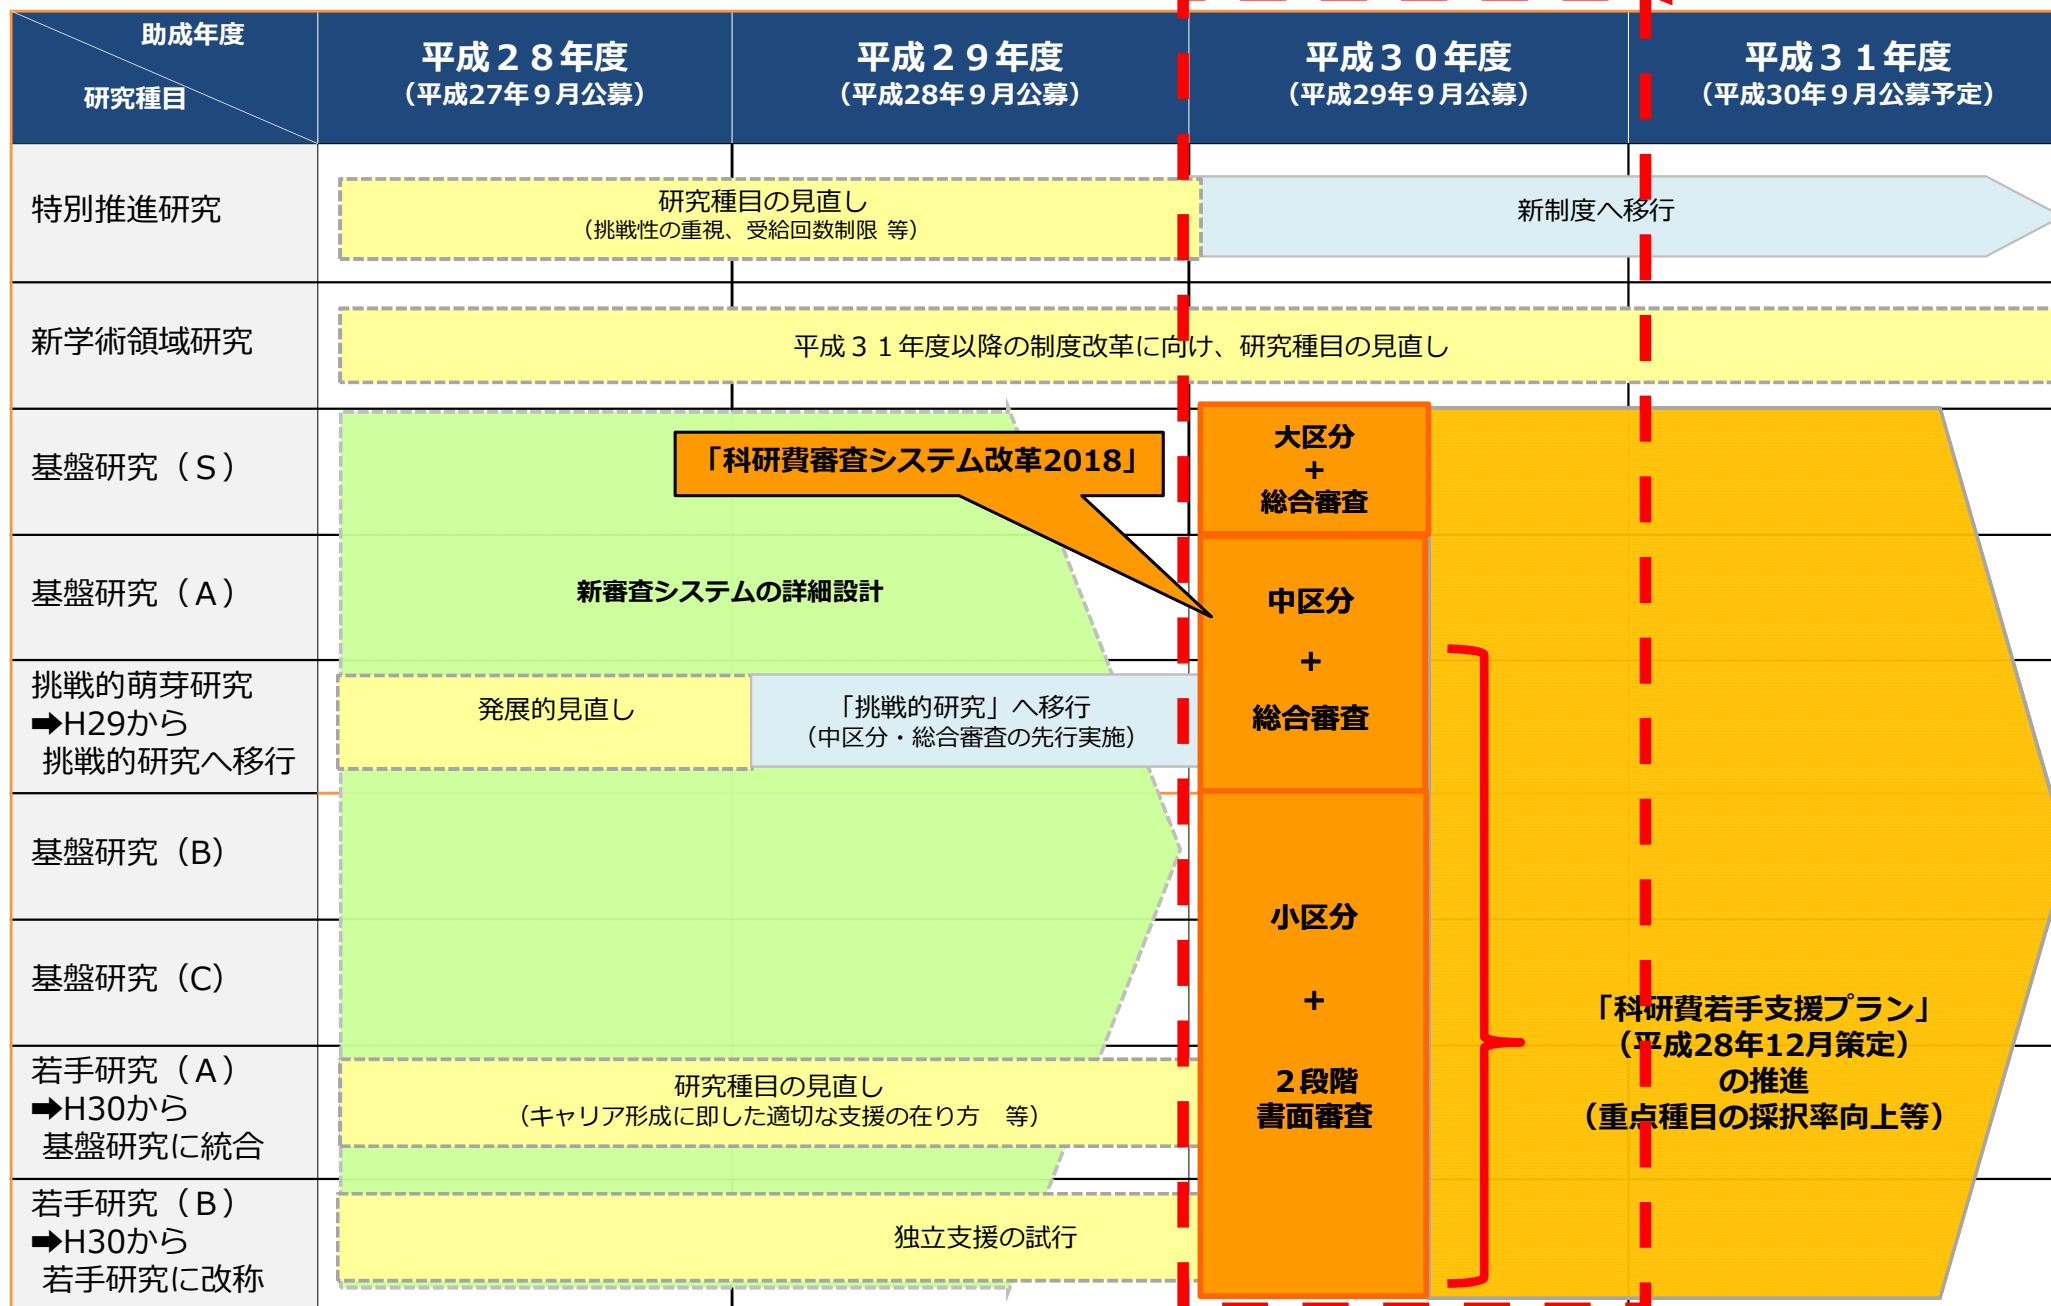 助成年度
研究種目
平成２８年度
（平成27年９月公募）
平成２９年度
（平成28年９月公募）
平成３０年度
（平成29年９月公募）
平成３１年度
（平成30年９月公募予定）
特別推進研究
研究種目の見直し
（挑戦性の重視、受給回数制限 等）
新制度へ移行
新学術領域研究
平成３１年度以降の制度改革に向け、研究種目の見直し
基盤研究（Ｓ）
「科研費審査システム改革2018」
大区分
+
総合審査
基盤研究（Ａ）
新審査システムの詳細設計
中区分
+
総合審査
挑戦的萌芽研究
➡H29から
挑戦的研究へ移行
発展的見直し
「挑戦的研究」へ移行
（中区分・総合審査の先行実施）
基盤研究（B）
小区分
+
２段階
書面審査
基盤研究（C）
「科研費若手支援プラン」
（平成28年12月策定）
の推進
（重点種目の採択率向上等）
若手研究（Ａ）
➡H30から
基盤研究に統合
研究種目の見直し
（キャリア形成に即した適切な支援の在り方　等）
若手研究（Ｂ）
➡H30から
若手研究に改称
独立支援の試行